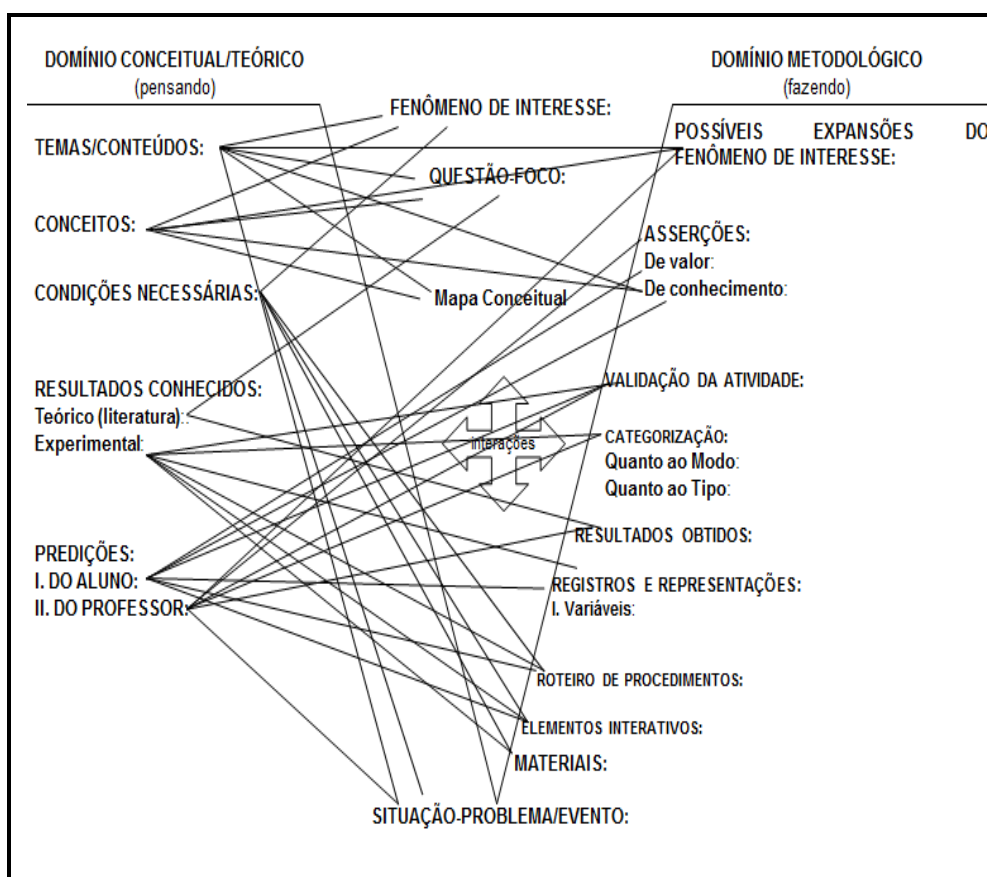 DOMÍNIO CONCEITUAL/TEÓRICO
(pensando)
TEMAS/CONTEÚDOS:
CONCEITOS:
CONDIÇÕES NECESSÁRIAS:
RESULTADOS CONHECIDOS:
Teórico (literatura)::
Experimental:
PREDIÇÕES:
I. DO ALUNO:
II. DO PROFESSOR:
FENÔMENO DE INTERESSE:
QUESTÃO-FOCO:
Mapa Conceitual
interações
SITUAÇÃO-PROBLEMA/EVENTO:
DOMÍNIO METODOLÓGICO
(fazendo)
POSSÍVEIS EXPANSÕES DO
FENÔMENO DE INTERESSE:
ASSERÇÕES:
De valor:
De conhecimento:
VALIDAÇÃO DA ATIVIDADE:
CATEGORIZAÇÃO:
Quanto ao Modo:
Quanto ao Tipo:
RESULTADOS OBTIDOS:
REGISTROS E REPRESENTAÇÕES:
I. Variáveis:
ROTEIRO DE PROCEDIMENTOS:
ELEMENTOS INTERATIVOS:
MATERIAIS: